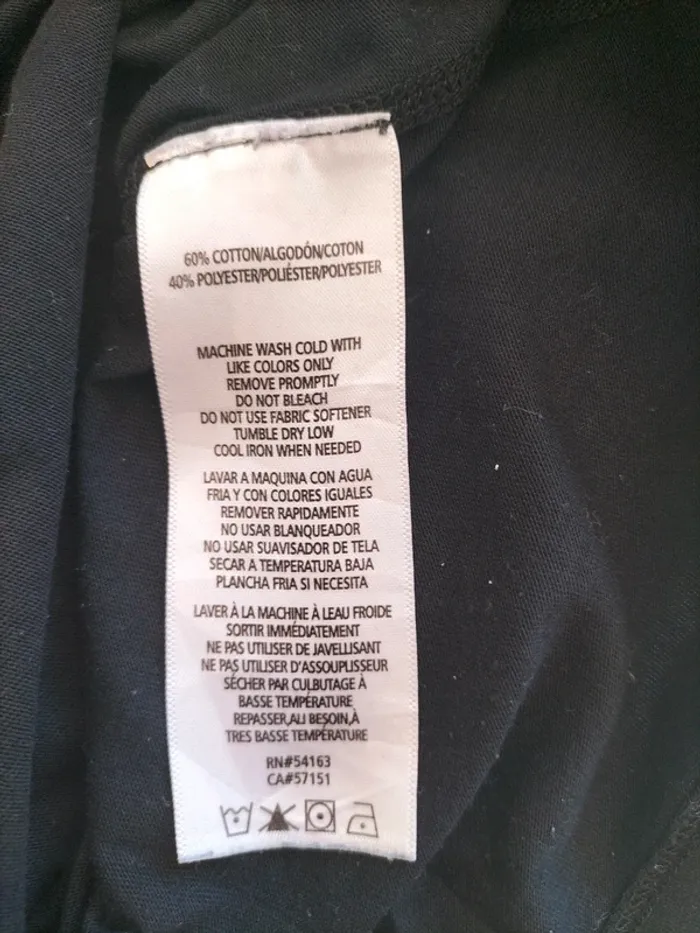 60% COTTON/ALGODÓN/COTON
40% POLYESTER/POLIÉSTER/POLYESTER
MACHINE WASH COLD WITH
LIKE COLORS ONLY
REMOVE PROMPTLY
DO NOT BLEACH
DO NOT USE FABRIC SOFTENER
TUMBLE DRY LOW
COOL IRON WHEN NEEDED
LAVAR A MAQUINA CON AGUA
FRIA Y CON COLORES IGUALES
REMOVER RAPIDAMENTE
NO USAR BLANQUEADOR
NO USAR SUAVISADOR DE TELA
SECAR A TEMPERATURA BAJA
PLANCHA FRIA SI NECESITA
LAVER À LA MACHINE À LEAU FROIDE
SORTIR IMMÉDIATEMENT
NE PAS UTILISER DE JAVELLISANT
NE PAS UTILISER D'ASSOUPLISSEUR
SÉCHER PAR CULBUTAGE À
BASSE TEMPÉRATURE
REPASSER,AU BESOIN,À
TRES BASSE TEMPÉRATURE
RN#54163
CA#57151